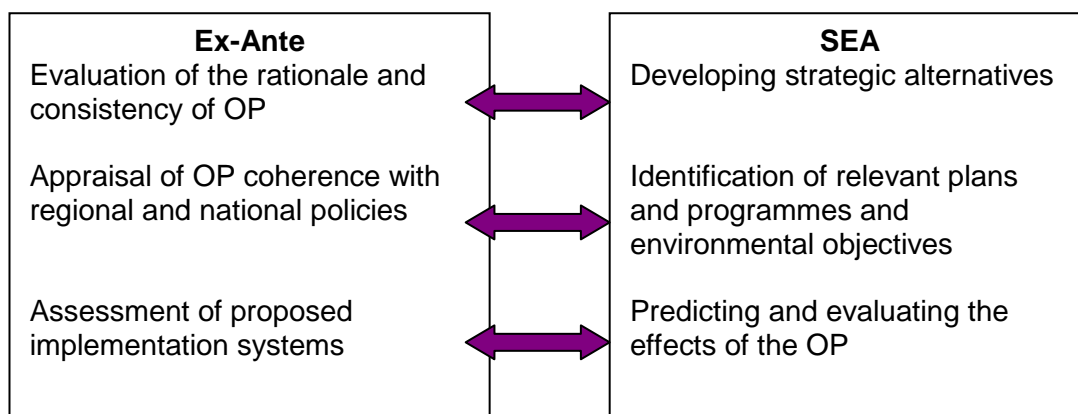 Ex-Ante
Evaluation of the rationale and
consistency of OP
Appraisal of OP coherence with
regional and national policies
Assessment of proposed
implementation systems
SEA
Developing strategic alternatives
Identification of relevant plans
and programmes and
environmental objectives
Predicting and evaluating the
effects of the OP